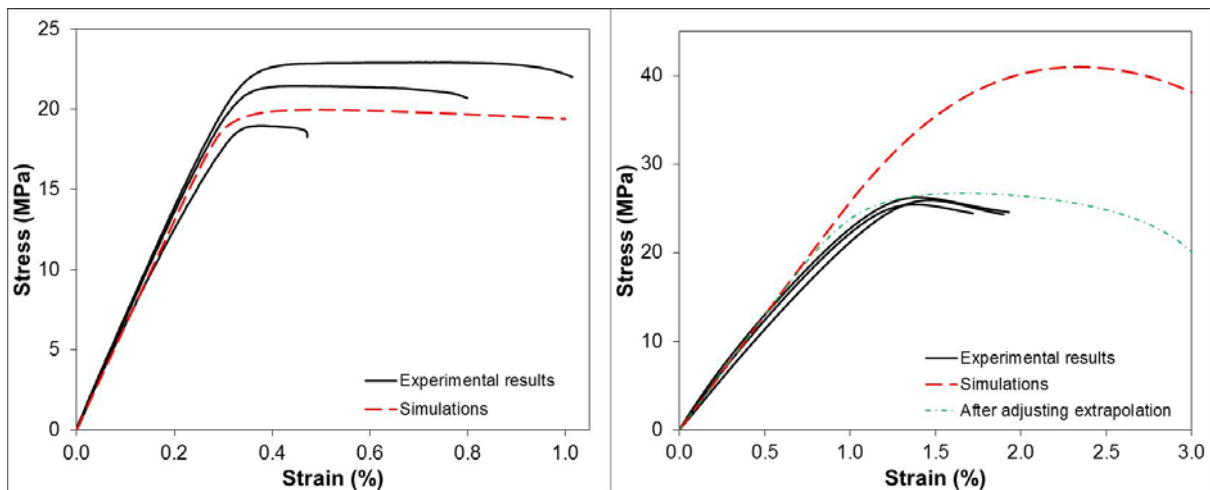 25
20
15
10
5
0
Stress (MPa)
0.0 0.2 0.4 0.6 0.8 1.0
Strain (%)
Experimental results
Simulations
40
30
20
10
0
Stress (MPa)
0.0 0.5 1.0 1.5 2.0 2.5 3.0
Strain (%)
Experimental results
Simulations
After adjusting extrapolation